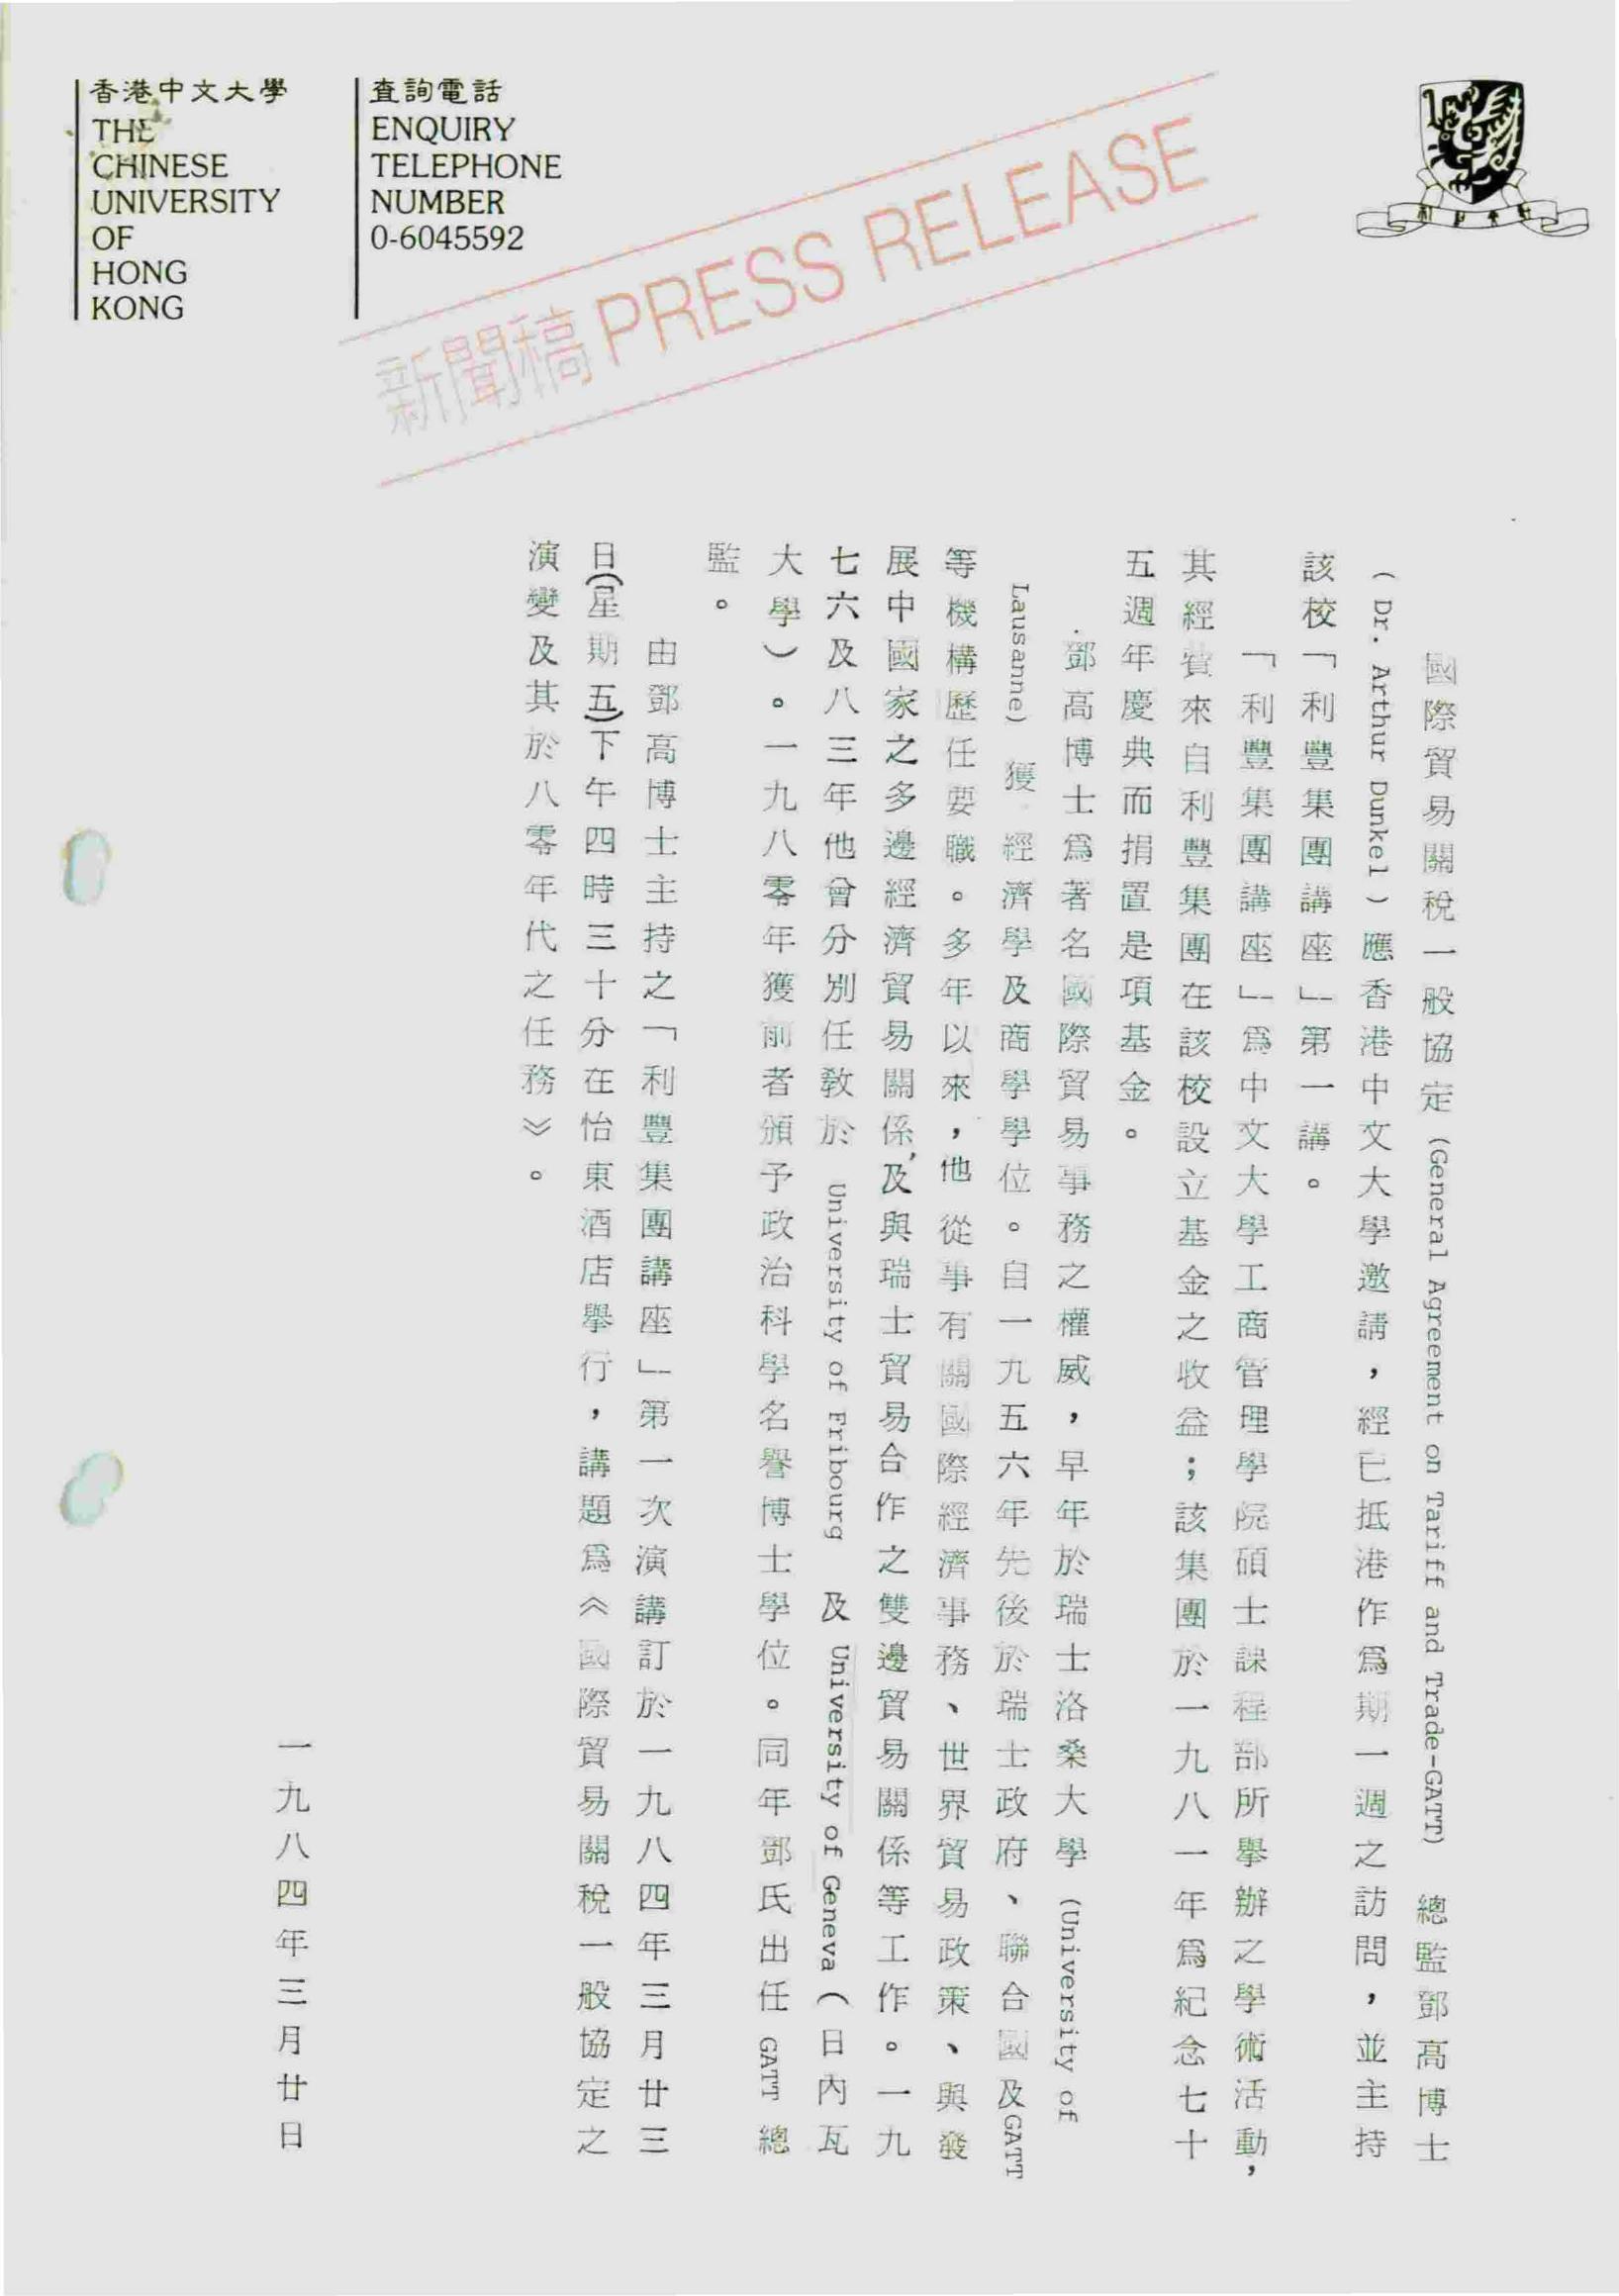 香港中文大學
THE
CHINESE
UNIVERSITY
OF
HONG
KONG
查詢電話
ENQUIRY
TELEPHONE
NUMBER
0-6045592
新聞稿 PRESS RELEASE
國際貿易關稅一般協定 (General Agreement on Tariff and Trade-GATT) 總監鄧高博士
(Dr. Arthur Dunkel)應香港中文大學邀請，經已抵港作為期一週之訪問，並主持
該校「利豐集團講座」第一講。
「利豐集團講座」為中文大學工商管理學院碩士課程部所舉辦之學術活動，
其經費來自利豐集團在該校設立基金之收益；該集團於一九八一年為紀念七十
五週年慶典而捐置是項基金。
鄧高博士為著名國際貿易事務之權威，早年於瑞士洛桑大學 (University of
Lausanne) 獲經濟學及商學學位。自一九五六年先後於瑞士政府、聯合國及GATT
等機構歷任要職。多年以來，他從事有關國際經濟事務、世界貿易政策、與發
展中國家之多邊經濟貿易關係，及與瑞士貿易合作之雙邊貿易關係等工作。一九
七六及八三年他曾分別任教於 University of Fribourg 及 University of Geneva (日內瓦
大學)。一九八零年獲前者頒予政治科學名譽博士學位。同年鄧氏出任 GATT 總
監。
由鄧高博士主持之「利豐集團講座」第一次演講訂於一九八四年三月廿三
日(星期五)下午四時三十分在怡東酒店舉行，講題為《國際貿易關稅一般協定之
演變及其於八零年代之任務》。
一九八四年三月廿日